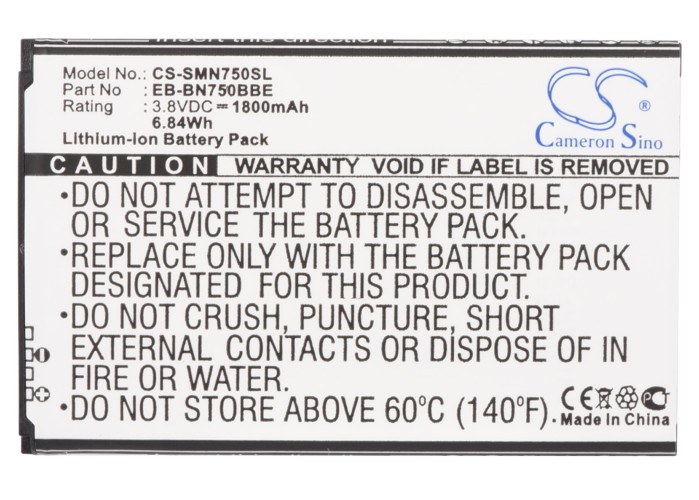 Model No.: CS-SMN750SL
Part No : EB-BN750BBE
Rating : 3.8VDC⎓1800mAh
6.84Wh
Lithium-ion Battery Pack
CS ®
Cameron Sino
CAUTION WARRANTY VOID IF LABEL IS REMOVED
·DO NOT ATTEMPT TO DISASSEMBLE, OPEN
OR SERVICE THE BATTERY PACK.
·REPLACE ONLY WITH THE BATTERY PACK
DESIGNATED FOR THIS PRODUCT.
·DO NOT CRUSH, PUNCTURE, SHORT
EXTERNAL CONTACTS OR DISPOSE OF IN
FIRE OR WATER.
·DO NOT STORE ABOVE 60°C (140°F).
CE
Made In China